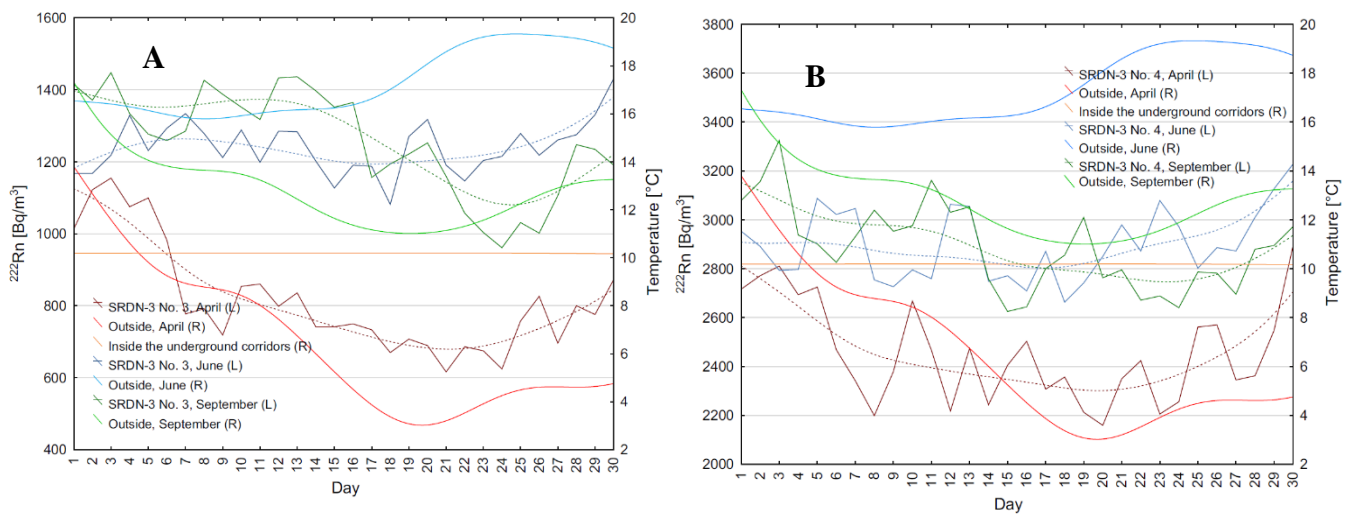 A
1600
1400
1200
1000
800
600
400
²²²Rn [Bq/m³]
20
18
16
14
12
10
8
6
4
2
Temperature [°C]
SRDN-3 No. 3, April (L)
Outside, April (R)
Inside the underground corridors (R)
SRDN-3 No. 3, June (L)
Outside, June (R)
SRDN-3 No. 3, September (L)
Outside, September (R)
1 2 3 4 5 6 7 8 9 10 11 12 13 14 15 16 17 18 19 20 21 22 23 24 25 26 27 28 29 30
Day
B
3800
3600
3400
3200
3000
2800
2600
2400
2200
2000
²²²Rn [Bq/m³]
20
18
16
14
12
10
8
6
4
2
Temperature [°C]
SRDN-3 No. 4, April (L)
Outside, April (R)
Inside the underground corridors (R)
SRDN-3 No. 4, June (L)
Outside, June (R)
SRDN-3 No. 4, September (L)
Outside, September (R)
1 2 3 4 5 6 7 8 9 10 11 12 13 14 15 16 17 18 19 20 21 22 23 24 25 26 27 28 29 30
Day